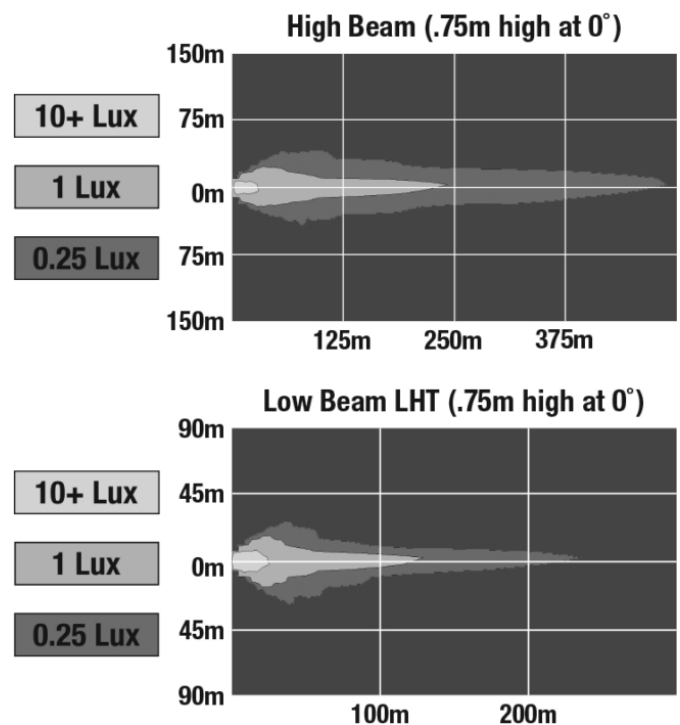 High Beam (.75m high at 0˚)
150m
10+ Lux
75m
1 Lux
0m
0.25 Lux
75m
150m
125m
250m
375m
Low Beam LHT (.75m high at 0˚)
90m
10+ Lux
45m
1 Lux
0m
0.25 Lux
45m
90m
100m
200m